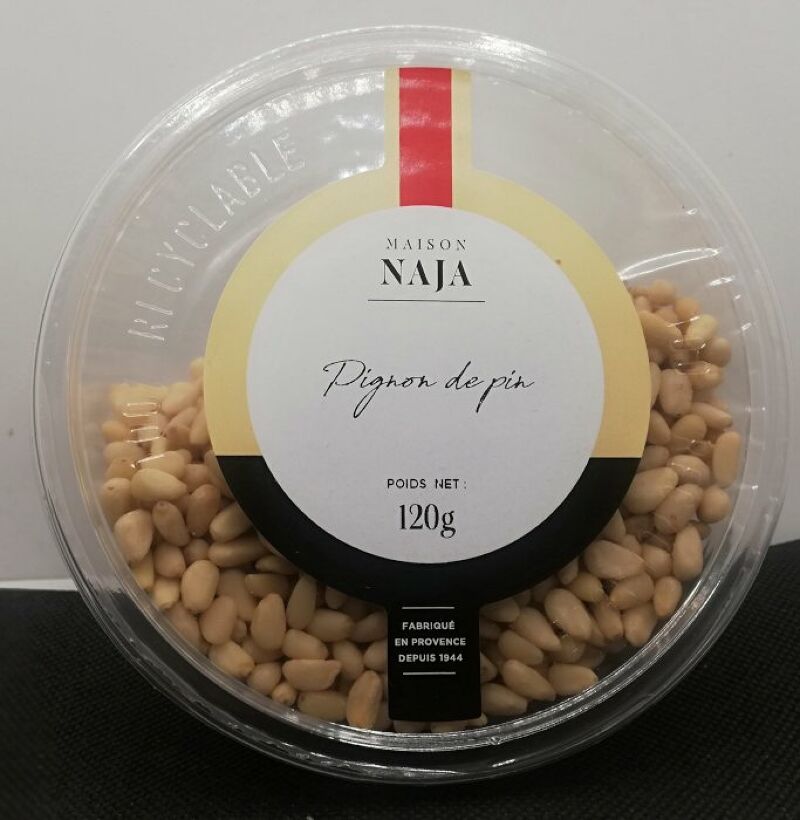 RECYCLABLE
MAISON
NAJA
Pignon de pin
POIDS NET :
120g
FABRIQUÉ
EN PROVENCE
DEPUIS 1944